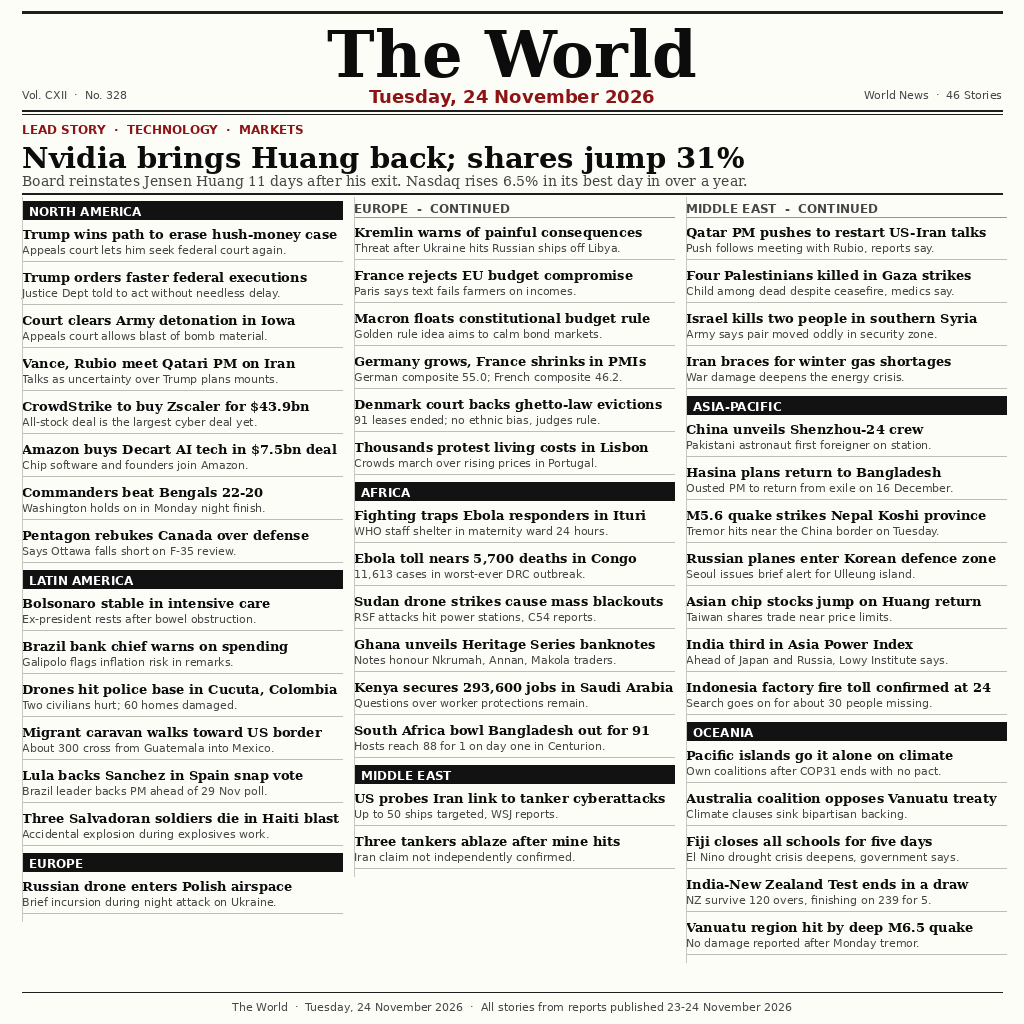 The World
Vol. CXII · No. 328
Tuesday, 24 November 2026
World News · 46 Stories
LEAD STORY · TECHNOLOGY · MARKETS
Nvidia brings Huang back; shares jump 31%
Board reinstates Jensen Huang 11 days after his exit. Nasdaq rises 6.5% in its best day in over a year.
NORTH AMERICA
Trump wins path to erase hush-money case
Appeals court lets him seek federal court again.
Trump orders faster federal executions
Justice Dept told to act without needless delay.
Court clears Army detonation in Iowa
Appeals court allows blast of bomb material.
Vance, Rubio meet Qatari PM on Iran
Talks as uncertainty over Trump plans mounts.
CrowdStrike to buy Zscaler for $43.9bn
All-stock deal is the largest cyber deal yet.
Amazon buys Decart AI tech in $7.5bn deal
Chip software and founders join Amazon.
Commanders beat Bengals 22-20
Washington holds on in Monday night finish.
Pentagon rebukes Canada over defense
Says Ottawa falls short on F-35 review.
LATIN AMERICA
Bolsonaro stable in intensive care
Ex-president rests after bowel obstruction.
Brazil bank chief warns on spending
Galipolo flags inflation risk in remarks.
Drones hit police base in Cucuta, Colombia
Two civilians hurt; 60 homes damaged.
Migrant caravan walks toward US border
About 300 cross from Guatemala into Mexico.
Lula backs Sanchez in Spain snap vote
Brazil leader backs PM ahead of 29 Nov poll.
Three Salvadoran soldiers die in Haiti blast
Accidental explosion during explosives work.
EUROPE
Russian drone enters Polish airspace
Brief incursion during night attack on Ukraine.
EUROPE - CONTINUED
Kremlin warns of painful consequences
Threat after Ukraine hits Russian ships off Libya.
France rejects EU budget compromise
Paris says text fails farmers on incomes.
Macron floats constitutional budget rule
Golden rule idea aims to calm bond markets.
Germany grows, France shrinks in PMIs
German composite 55.0; French composite 46.2.
Denmark court backs ghetto-law evictions
91 leases ended; no ethnic bias, judges rule.
Thousands protest living costs in Lisbon
Crowds march over rising prices in Portugal.
AFRICA
Fighting traps Ebola responders in Ituri
WHO staff shelter in maternity ward 24 hours.
Ebola toll nears 5,700 deaths in Congo
11,613 cases in worst-ever DRC outbreak.
Sudan drone strikes cause mass blackouts
RSF attacks hit power stations, C54 reports.
Ghana unveils Heritage Series banknotes
Notes honour Nkrumah, Annan, Makola traders.
Kenya secures 293,600 jobs in Saudi Arabia
Questions over worker protections remain.
South Africa bowl Bangladesh out for 91
Hosts reach 88 for 1 on day one in Centurion.
MIDDLE EAST
US probes Iran link to tanker cyberattacks
Up to 50 ships targeted, WSJ reports.
Three tankers ablaze after mine hits
Iran claim not independently confirmed.
MIDDLE EAST - CONTINUED
Qatar PM pushes to restart US-Iran talks
Push follows meeting with Rubio, reports say.
Four Palestinians killed in Gaza strikes
Child among dead despite ceasefire, medics say.
Israel kills two people in southern Syria
Army says pair moved oddly in security zone.
Iran braces for winter gas shortages
War damage deepens the energy crisis.
ASIA-PACIFIC
China unveils Shenzhou-24 crew
Pakistani astronaut first foreigner on station.
Hasina plans return to Bangladesh
Ousted PM to return from exile on 16 December.
M5.6 quake strikes Nepal Koshi province
Tremor hits near the China border on Tuesday.
Russian planes enter Korean defence zone
Seoul issues brief alert for Ulleung island.
Asian chip stocks jump on Huang return
Taiwan shares trade near price limits.
India third in Asia Power Index
Ahead of Japan and Russia, Lowy Institute says.
Indonesia factory fire toll confirmed at 24
Search goes on for about 30 people missing.
OCEANIA
Pacific islands go it alone on climate
Own coalitions after COP31 ends with no pact.
Australia coalition opposes Vanuatu treaty
Climate clauses sink bipartisan backing.
Fiji closes all schools for five days
El Nino drought crisis deepens, government says.
India-New Zealand Test ends in a draw
NZ survive 120 overs, finishing on 239 for 5.
Vanuatu region hit by deep M6.5 quake
No damage reported after Monday tremor.
The World · Tuesday, 24 November 2026 · All stories from reports published 23-24 November 2026